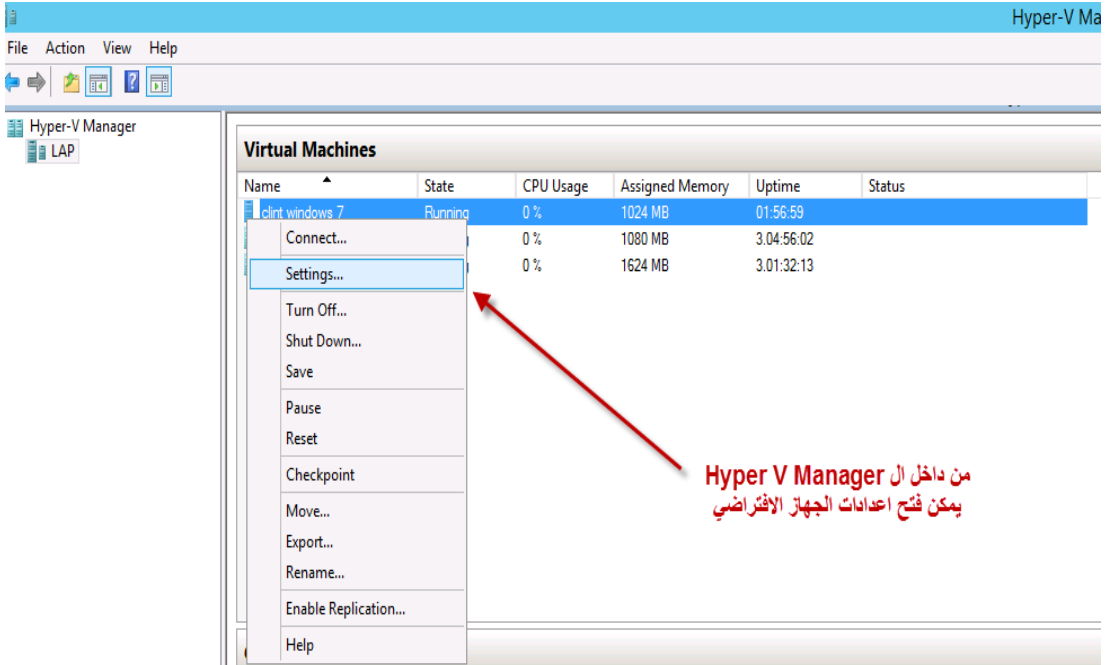 Hyper-V Ma
File Action View Help
Hyper-V Manager
LAP
Virtual Machines
Name State CPU Usage Assigned Memory Uptime Status
clint windows 7 Running 0 % 1024 MB 01:56:59
0 % 1080 MB 3.04:56:02
0 % 1624 MB 3.01:32:13
Connect...
Settings...
Turn Off...
Shut Down...
Save
Pause
Reset
Checkpoint
Move...
Export...
Rename...
Enable Replication...
Help
من داخل ال Hyper V Manager
يمكن فتح اعدادات الجهاز الافتراضي